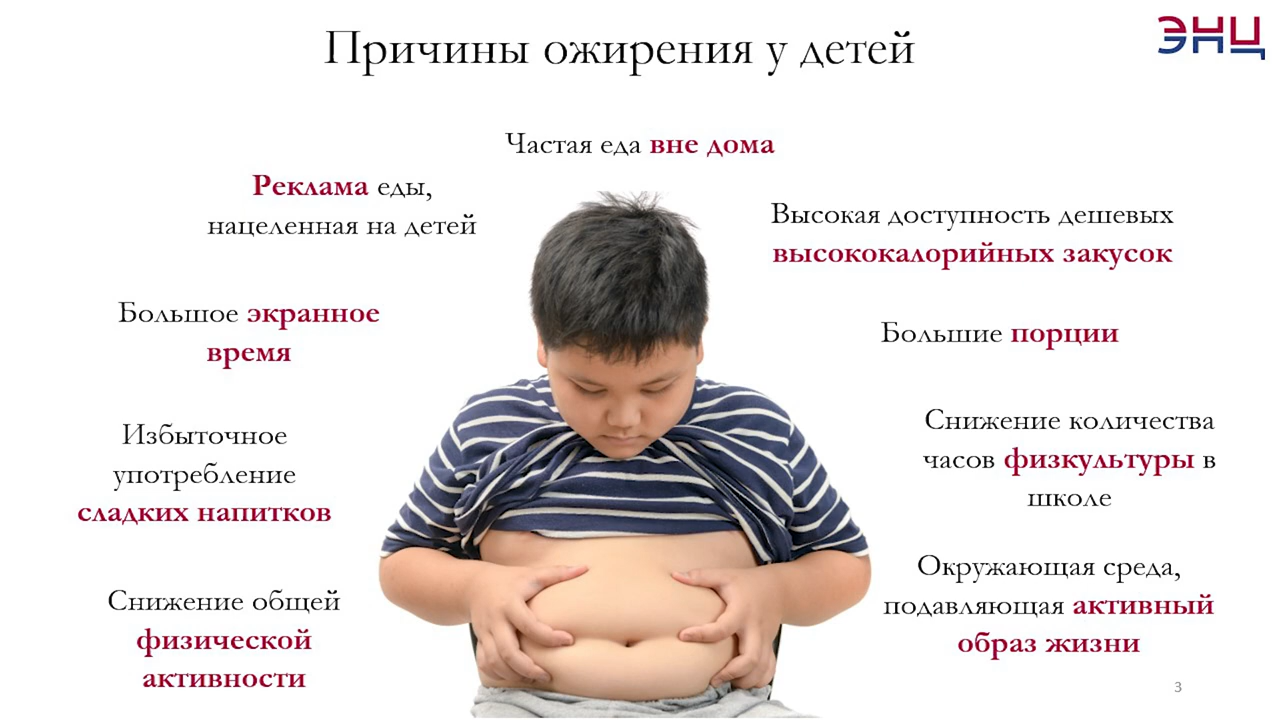 Причины ожирения у детей
ЭНЦ
Частая еда вне дома
Реклама еды,
нацеленная на детей
Высокая доступность дешевых
высококалорийных закусок
Большое экранное
время
Большие порции
Избыточное
употребление
сладких напитков
Снижение количества
часов физкультуры в
школе
Снижение общей
физической
активности
Окружающая среда,
подавляющая активный
образ жизни
3